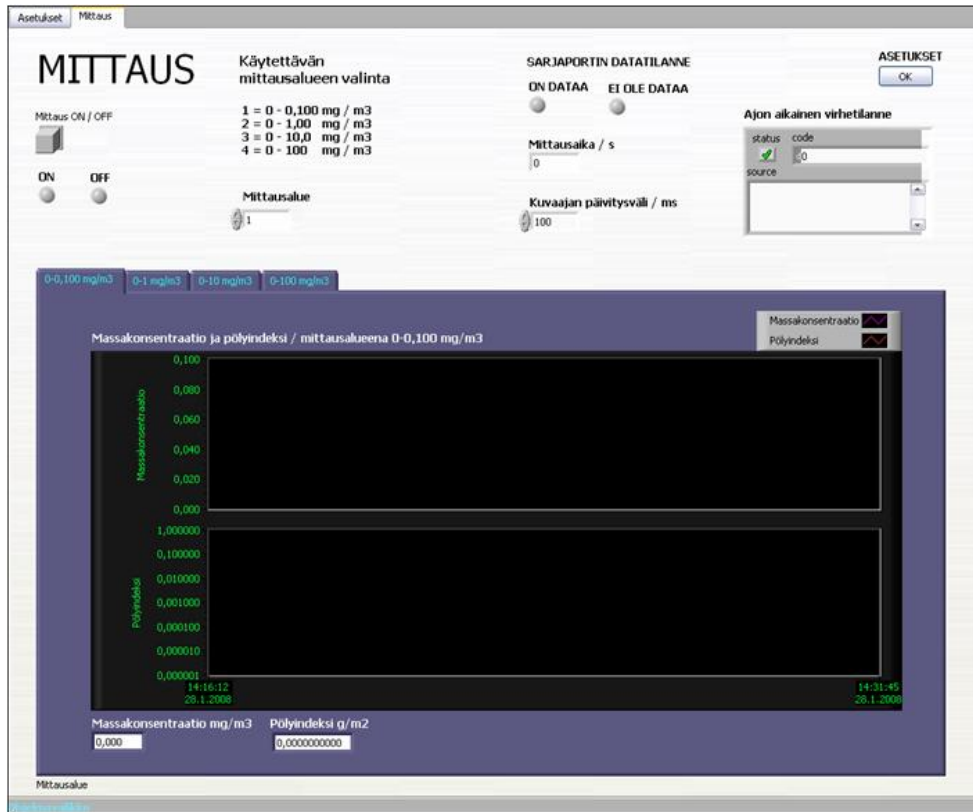 Asetukset
Mittaus
MITTAUS
Mittaus ON / OFF
ON
OFF
Käytettävän
mittausalueen valinta
1 = 0 - 0,100 mg / m3
2 = 0 - 1,00 mg / m3
3 = 0 - 10,0 mg / m3
4 = 0 - 100 mg / m3
Mittausalue
1
SARJAPORTIN DATATILANNE
ON DATAA
EI OLE DATAA
Mittausaika / s
0
Kuvaajan päivitysväli / ms
100
ASETUKSET
OK
Ajon aikainen virhetilanne
status
code
0
source
0-0,100 mg/m3
0-1 mg/m3
0-10 mg/m3
0-100 mg/m3
Massakonsentraatio ja pölyindeksi / mittausalueena 0-0,100 mg/m3
Massakonsentraatio
Pölyindeksi
Massakonsentraatio
0,100
0,080
0,060
0,040
0,020
0,000
Pölyindeksi
1,000000
0,100000
0,010000
0,001000
0,000100
0,000010
0,000001
14:16:12
28.1.2008
14:31:45
28.1.2008
Massakonsentraatio mg/m3
0,000
Pölyindeksi g/m2
0,0000000000
Mittausalue